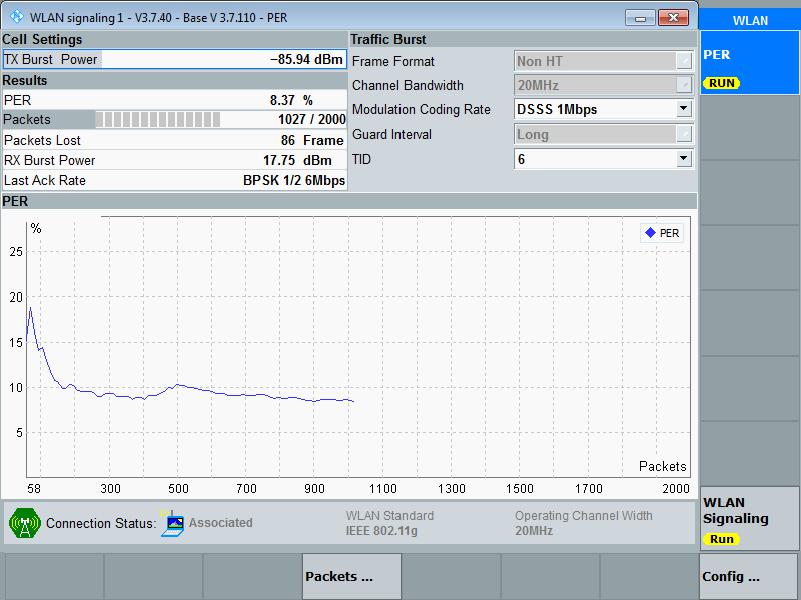 WLAN signaling 1 - V3.7.40 - Base V 3.7.110 - PER
WLAN
Cell Settings
TX Burst Power −85.94 dBm
Results
PER 8.37 %
Packets 1027 / 2000
Packets Lost 86 Frame
RX Burst Power 17.75 dBm
Last Ack Rate BPSK 1/2 6Mbps
Traffic Burst
Frame Format Non HT
Channel Bandwidth 20MHz
Modulation Coding Rate DSSS 1Mbps
Guard Interval Long
TID 6
PER
RUN
PER
%
PER
25
20
15
10
5
Packets
58 300 500 700 900 1100 1300 1500 1700 2000
Connection Status: Associated
WLAN Standard
IEEE 802.11g
Operating Channel Width
20MHz
WLAN
Signaling
Run
Packets ...
Config ...